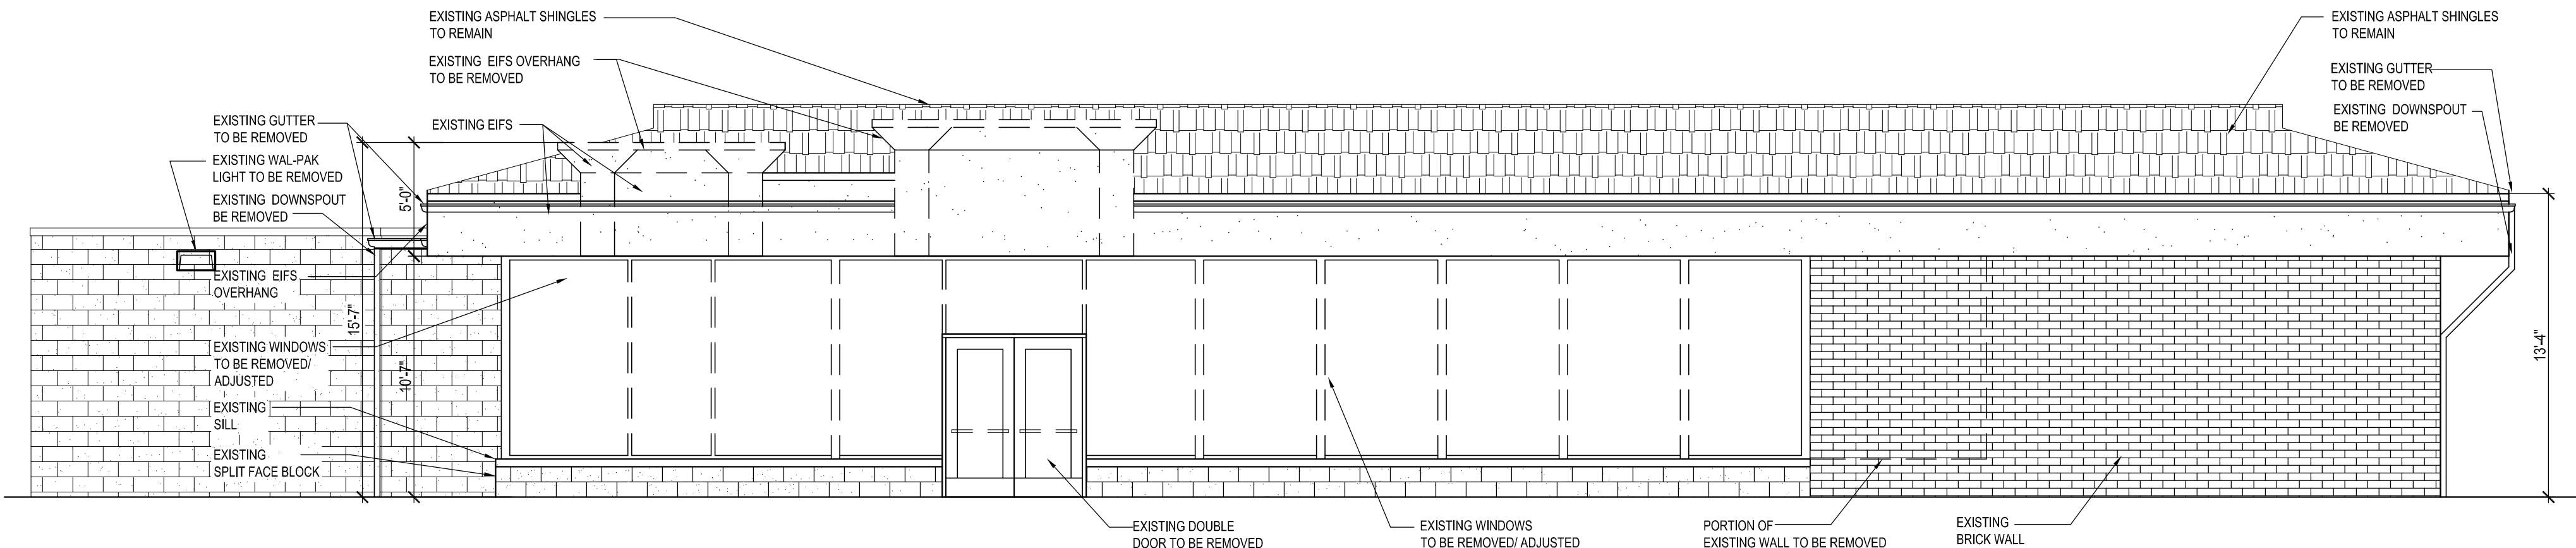 EXISTING ASPHALT SHINGLES
TO REMAIN
EXISTING EIFS OVERHANG
TO BE REMOVED
EXISTING GUTTER
TO BE REMOVED
EXISTING EIFS
EXISTING WAL-PAK
LIGHT TO BE REMOVED
EXISTING DOWNSPOUT
BE REMOVED
5'-0"
EXISTING EIFS
OVERHANG
15'-7"
EXISTING WINDOWS
TO BE REMOVED/
ADJUSTED
10'-7"
EXISTING
SILL
EXISTING
SPLIT FACE BLOCK
EXISTING ASPHALT SHINGLES
TO REMAIN
EXISTING GUTTER
TO BE REMOVED
EXISTING DOWNSPOUT
BE REMOVED
13'-4"
EXISTING DOUBLE
DOOR TO BE REMOVED
EXISTING WINDOWS
TO BE REMOVED/ ADJUSTED
PORTION OF
EXISTING WALL TO BE REMOVED
EXISTING
BRICK WALL